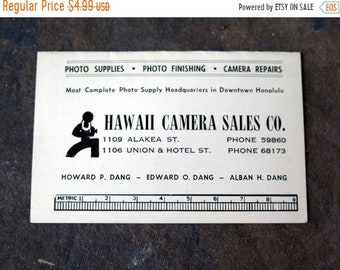 REGULAR PRICE $4.99 USD Powered by ETSY ON SALE EOS
PHOTO SUPPLIES • PHOTO FINISHING • CAMERA REPAIRS
Most Complete Photo Supply Headquarters in Downtown Honolulu
HAWAII CAMERA SALES CO.
1109 ALAKEA ST. PHONE 59860
1106 UNION & HOTEL ST. PHONE 68173
HOWARD P. DANG — EDWARD O. DANG — ALBAN H. DANG
METRIC 1 2 3 4 5 6 7 8 9